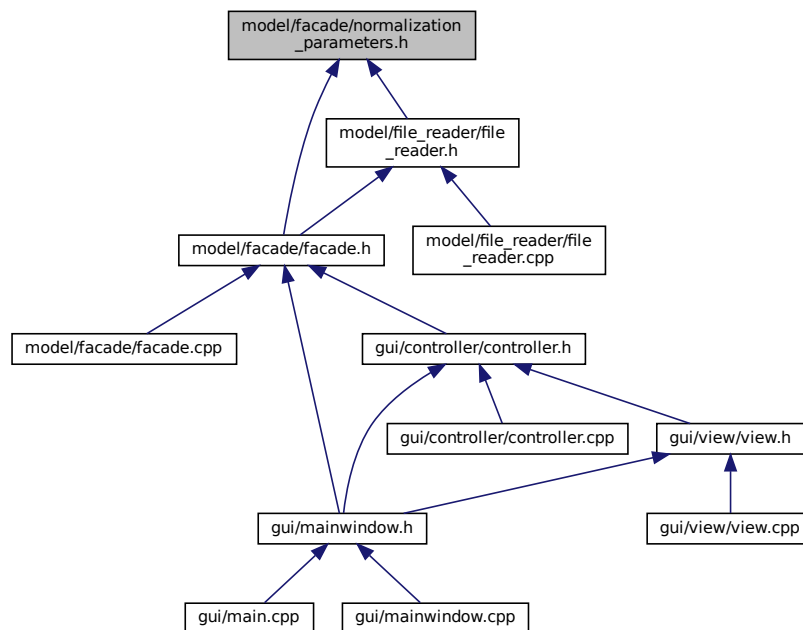 model/facade/normalization
_parameters.h
model/file_reader/file
_reader.h
model/facade/facade.h
model/file_reader/file
_reader.cpp
model/facade/facade.cpp
gui/controller/controller.h
gui/controller/controller.cpp
gui/view/view.h
gui/mainwindow.h
gui/view/view.cpp
gui/main.cpp
gui/mainwindow.cpp